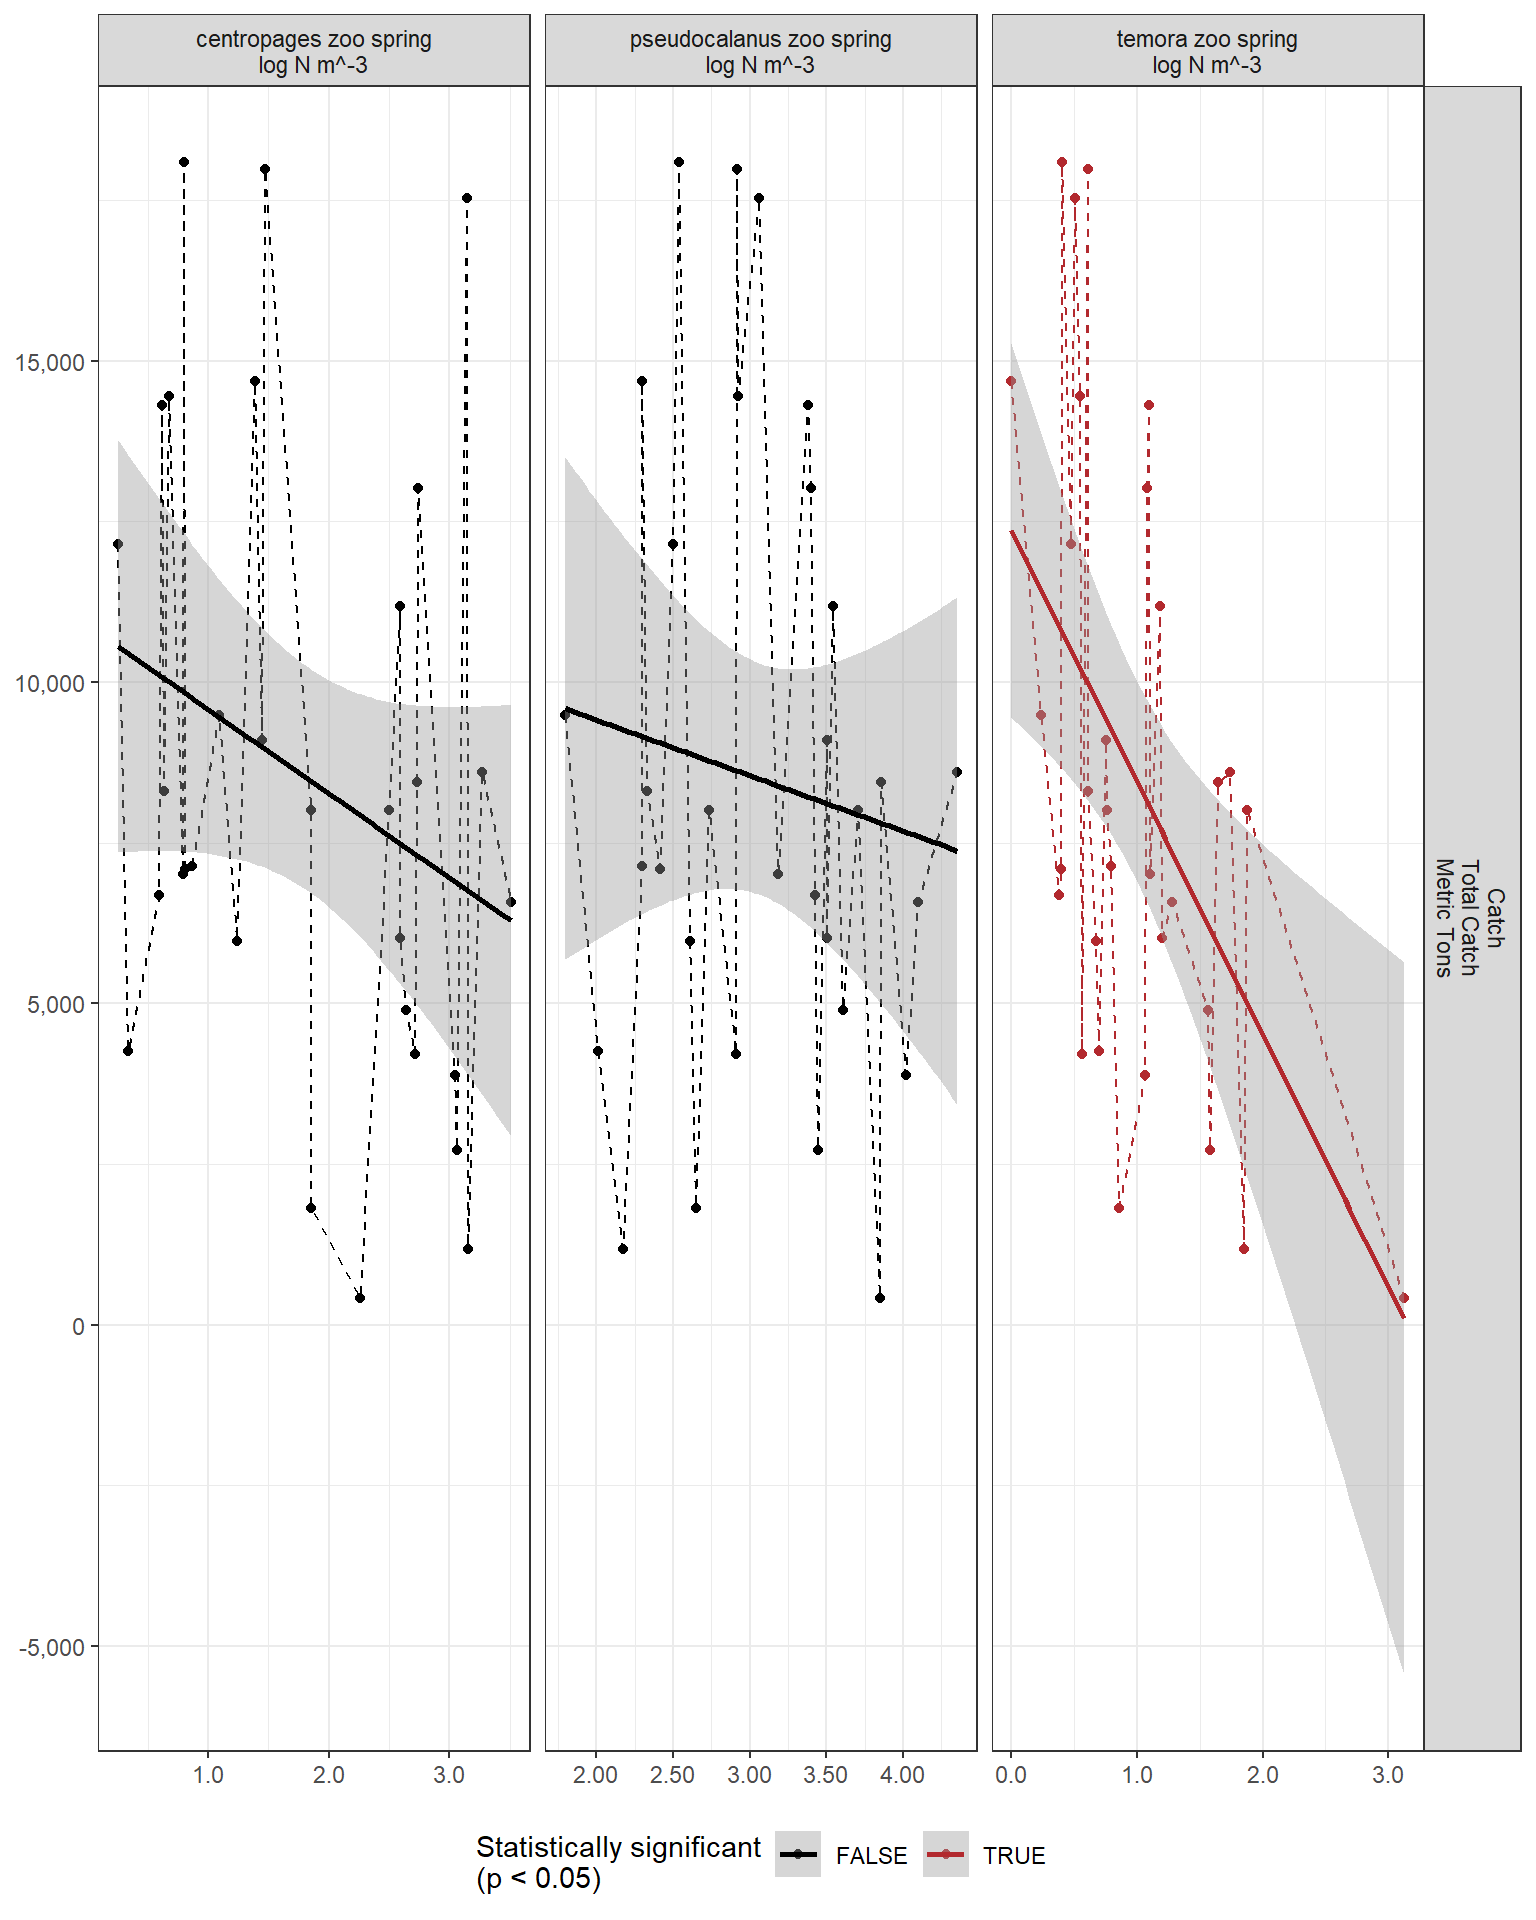 centropages zoo spring
log N m^-3
pseudocalanus zoo spring
log N m^-3
temora zoo spring
log N m^-3
15,000
10,000
5,000
0
-5,000
Catch
Total Catch
Metric Tons
1.0
2.0
3.0
2.00
2.50
3.00
3.50
4.00
0.0
1.0
2.0
3.0
Statistically significant
(p < 0.05)
FALSE
TRUE